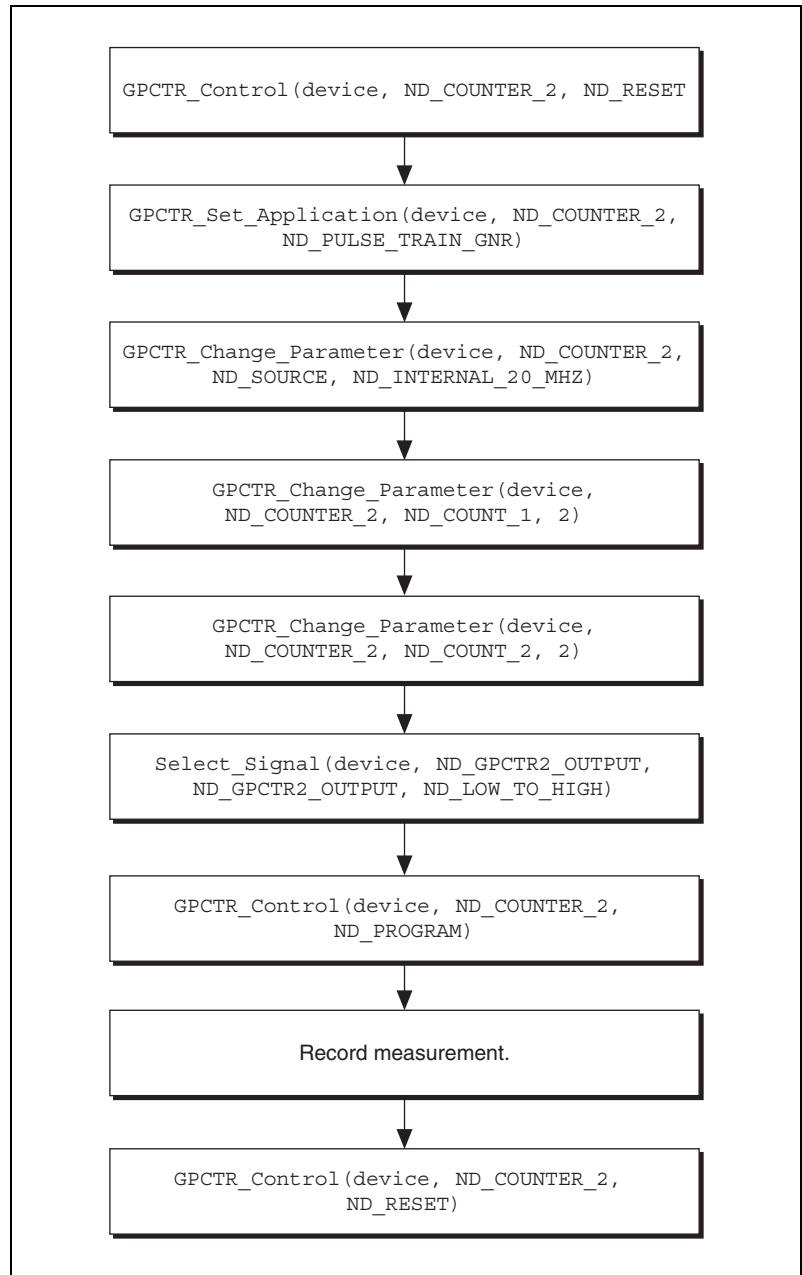 GPCTR_Control(device, ND_COUNTER_2, ND_RESET
GPCTR_Set_Application(device, ND_COUNTER_2,
ND_PULSE_TRAIN_GNR)
GPCTR_Change_Parameter(device, ND_COUNTER_2,
ND_SOURCE, ND_INTERNAL_20_MHZ)
GPCTR_Change_Parameter(device,
ND_COUNTER_2, ND_COUNT_1, 2)
GPCTR_Change_Parameter(device,
ND_COUNTER_2, ND_COUNT_2, 2)
Select_Signal(device, ND_GPCTR2_OUTPUT,
ND_GPCTR2_OUTPUT, ND_LOW_TO_HIGH)
GPCTR_Control(device, ND_COUNTER_2,
ND_PROGRAM)
Record measurement.
GPCTR_Control(device, ND_COUNTER_2,
ND_RESET)